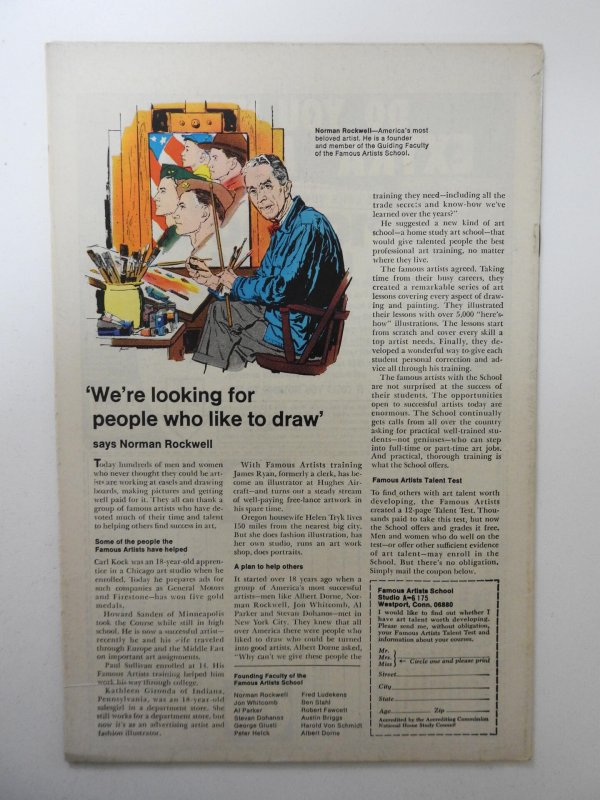 Norman Rockwell—America's most
beloved artist. He is a founder
and member of the Guiding Faculty
of the Famous Artists School.
'We're looking for
people who like to draw'
says Norman Rockwell
Today hundreds of men and women
who never thought they could be art-
ists are working at easels and drawing
boards, making pictures and getting
well paid for it. They all can thank a
group of famous artists who have de-
voted much of their time and talent
to helping others find success in art.
Some of the people the
Famous Artists have helped
Carl Kock was an 18-year-old appren-
tice in a Chicago art studio when he
enrolled. Today he prepares ads for
such companies as General Motors
and Firestone—has won five gold
medals.
Howard Sanden of Minneapolis
took the Course while still in high
school. He is now a successful artist—
recently he and his wife traveled
through Europe and the Middle East
on important art assignments.
Paul Sullivan enrolled at 14. His
Famous Artists training helped him
work his way through college.
Kathleen Gironda of Indiana,
Pennsylvania, was an 18-year-old
salesgirl in a department store. She
still works for a department store, but
now it's as an advertising artist and
fashion illustrator.
With Famous Artists training
James Ryan, formerly a clerk, has be-
come an illustrator at Hughes Air-
craft—and turns out a steady stream
of well-paying free-lance artwork in
his spare time.
Oregon housewife Helen Tryk lives
150 miles from the nearest big city.
But she does fashion illustration, has
her own studio, runs an art work
shop, does portraits.
A plan to help others
It started over 18 years ago when a
group of America's most successful
artists—men like Albert Dorne, Nor-
man Rockwell, Jon Whitcomb, Al
Parker and Stevan Dohanos—met in
New York City. They knew that all
over America there were people who
liked to draw who could be turned
into good artists. Albert Dorne asked,
"Why can't we give these people the
Founding Faculty of the
Famous Artists School
Norman Rockwell
Jon Whitcomb
Al Parker
Stevan Dohanos
George Giusti
Peter Helck
Fred Ludekens
Ben Stahl
Robert Fawcett
Austin Briggs
Harold Von Schmidt
Albert Dorne
training they need—including all the
trade secrets and know-how we've
learned over the years?"
He suggested a new kind of art
school—a home study art school—that
would give talented people the best
professional art training, no matter
where they live.
The famous artists agreed. Taking
time from their busy careers, they
created a remarkable series of art
lessons covering every aspect of draw-
ing and painting. They illustrated
their lessons with over 5,000 "here's-
how" illustrations. The lessons start
from scratch and cover every skill a
top artist needs. Finally, they de-
veloped a wonderful way to give each
student personal correction and ad-
vice all through his training.
The famous artists with the School
are not surprised at the success of
their students. The opportunities
open to successful artists today are
enormous. The School continually
gets calls from all over the country
asking for practical well-trained stu-
dents—not geniuses—who can step
into full-time or part-time art jobs.
And practical, thorough training is
what the School offers.
Famous Artists Talent Test
To find others with art talent worth
developing, the Famous Artists
created a 12-page Talent Test. Thou-
sands paid to take this test, but now
the School offers and grades it free.
Men and women who do well on the
test—or offer other sufficient evidence
of art talent—may enroll in the
School. But there's no obligation.
Simply mail the coupon below.
Famous Artists School
Studio A-6 175
Westport, Conn. 06880
I would like to find out whether I
have art talent worth developing.
Please send me, without obligation,
your Famous Artists Talent Test and
information about your courses.
Mr.
Mrs.
Miss
← Circle one and please print
Street
City
State
Age Zip
Accredited by the Accrediting Commission
National Home Study Council